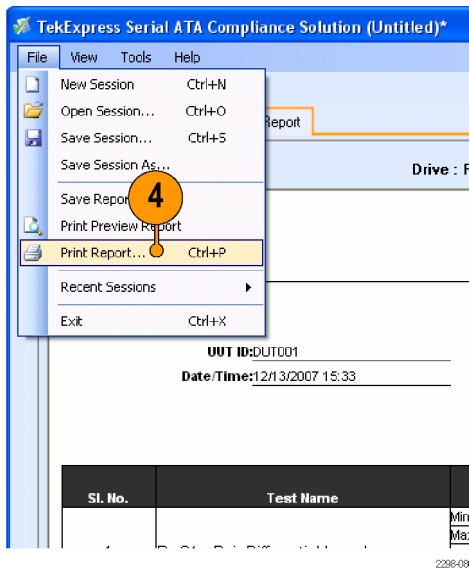 TekExpress Serial ATA Compliance Solution (Untitled)*
File View Tools Help
New Session Ctrl+N
Open Session... Ctrl+O
Report
Save Session... Ctrl+S
Save Session As...
Drive : F
Save Repor
4
Print Preview Report
Print Report... Ctrl+P
Recent Sessions
Exit Ctrl+X
UUT ID:DUT001
Date/Time:12/13/2007 15:33
Sl. No. Test Name
Min
Max
2298-08